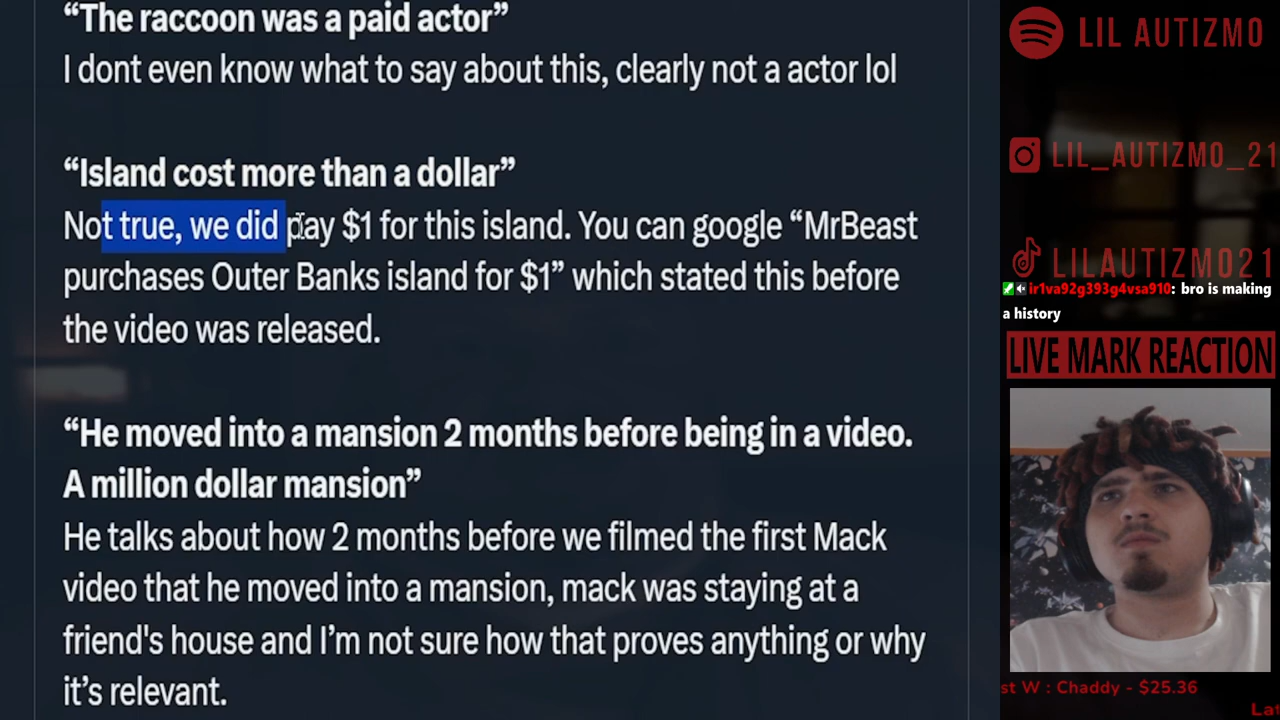 “The raccoon was a paid actor”
I dont even know what to say about this, clearly not a actor lol
“Island cost more than a dollar”
Not true, we did pay $1 for this island. You can google “MrBeast
purchases Outer Banks island for $1” which stated this before
the video was released.
“He moved into a mansion 2 months before being in a video.
A million dollar mansion”
He talks about how 2 months before we filmed the first Mack
video that he moved into a mansion, mack was staying at a
friend's house and I’m not sure how that proves anything or why
it’s relevant.
LIL AUTIZMO
LIL_AUTIZMO_21
LILAUTIZMO21
ir1va92g393g4vsa910: bro is making
a history
LIVE MARK REACTION
st W : Chaddy - $25.36
Lat